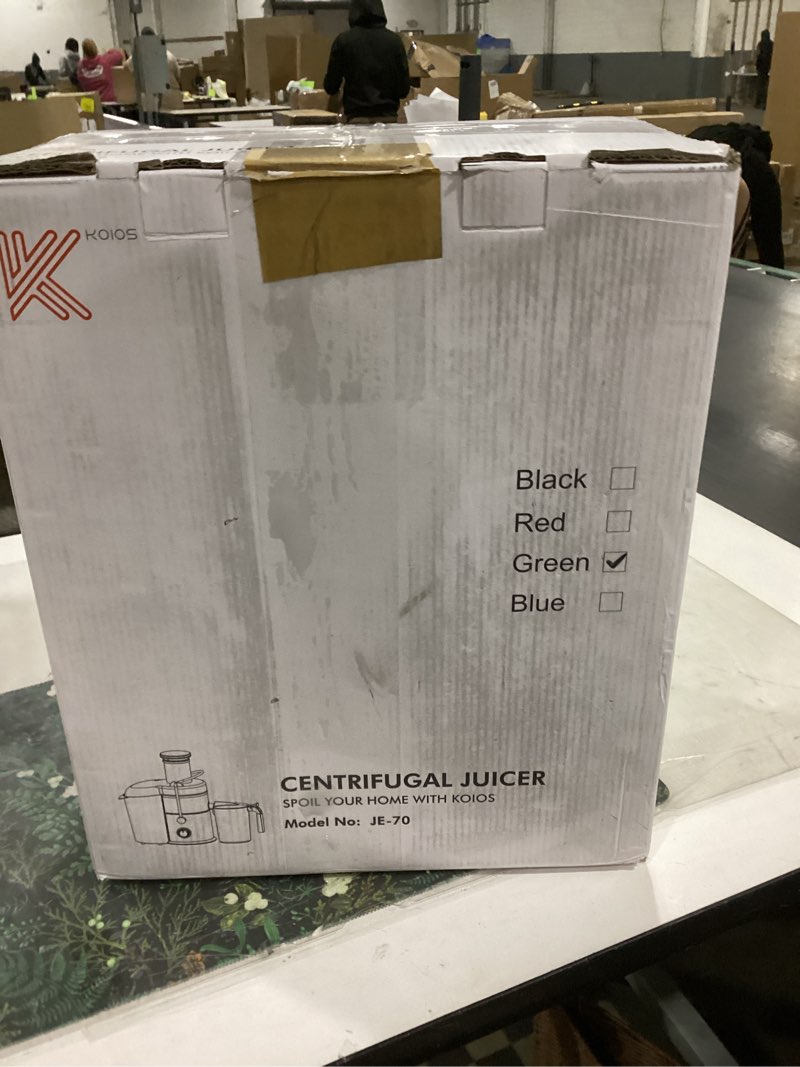 KOIOS
Black
Red
Green
Blue
CENTRIFUGAL JUICER
SPOIL YOUR HOME WITH KOIOS
Model No: JE-70